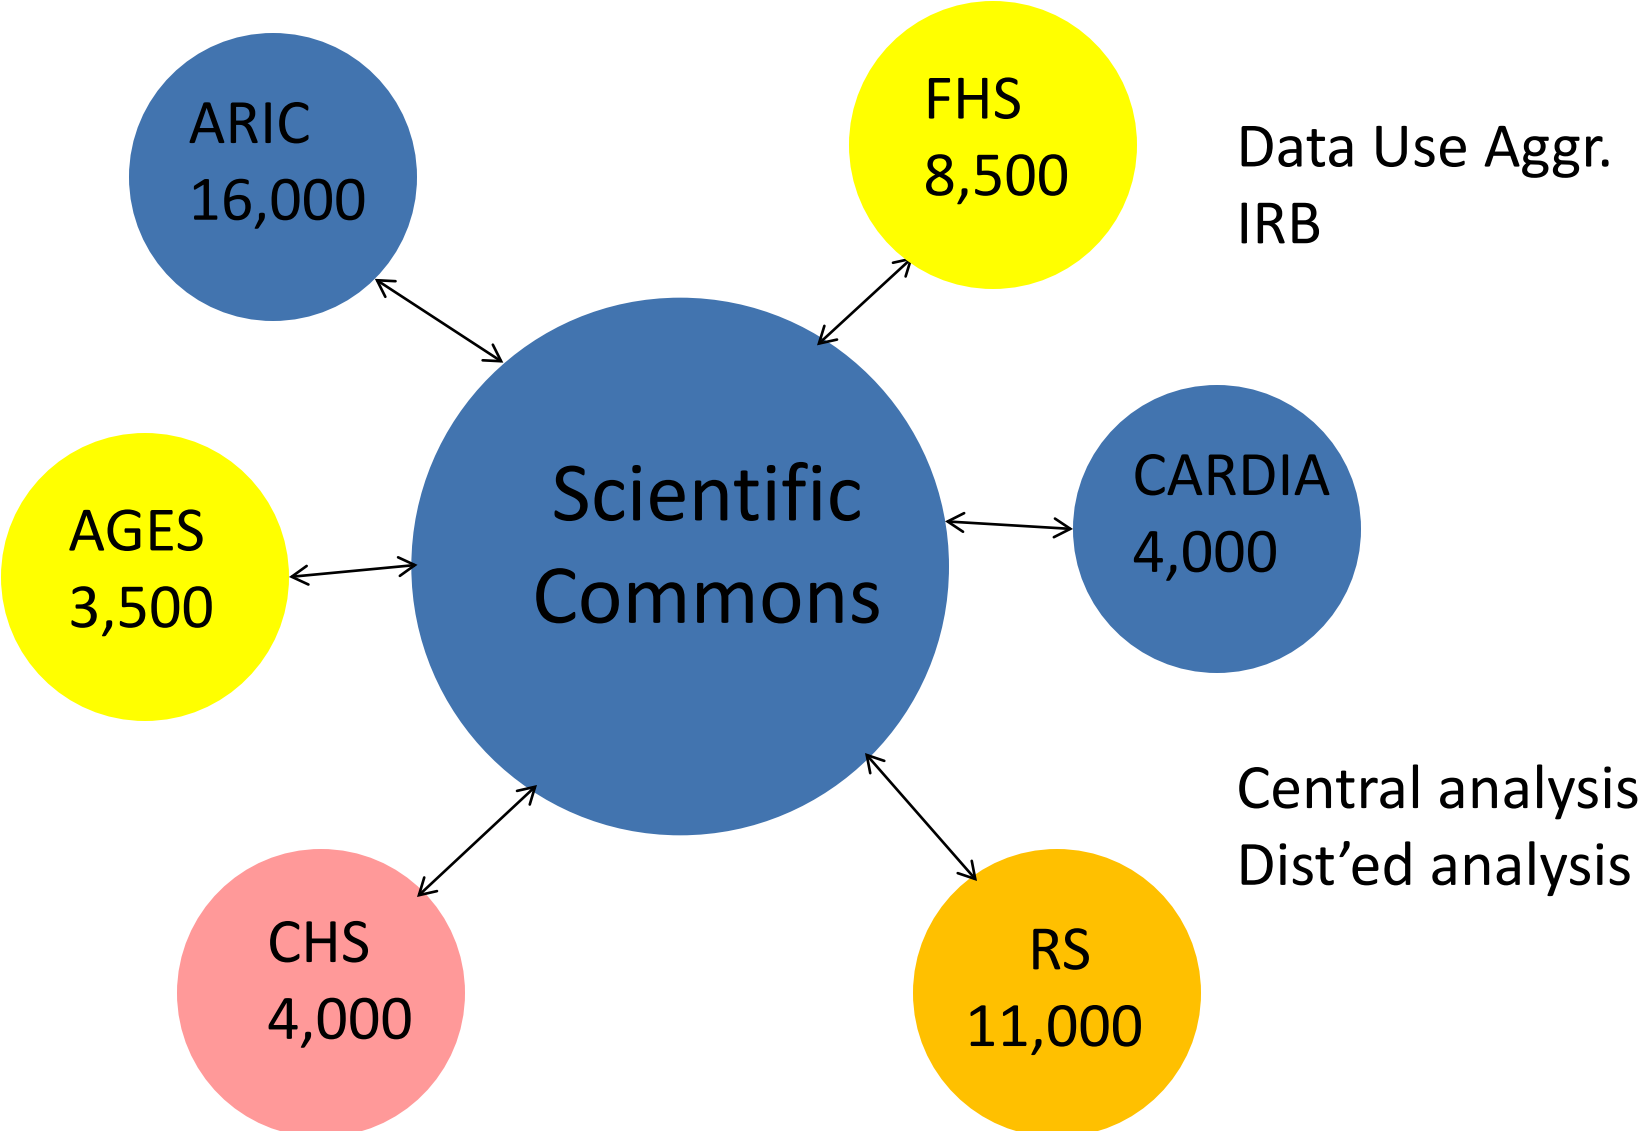 ARIC
16,000
FHS
8,500
Data Use Aggr.
IRB
AGES
3,500
Scientific
Commons
CARDIA
4,000
CHS
4,000
RS
11,000
Central analysis
Dist’ed analysis